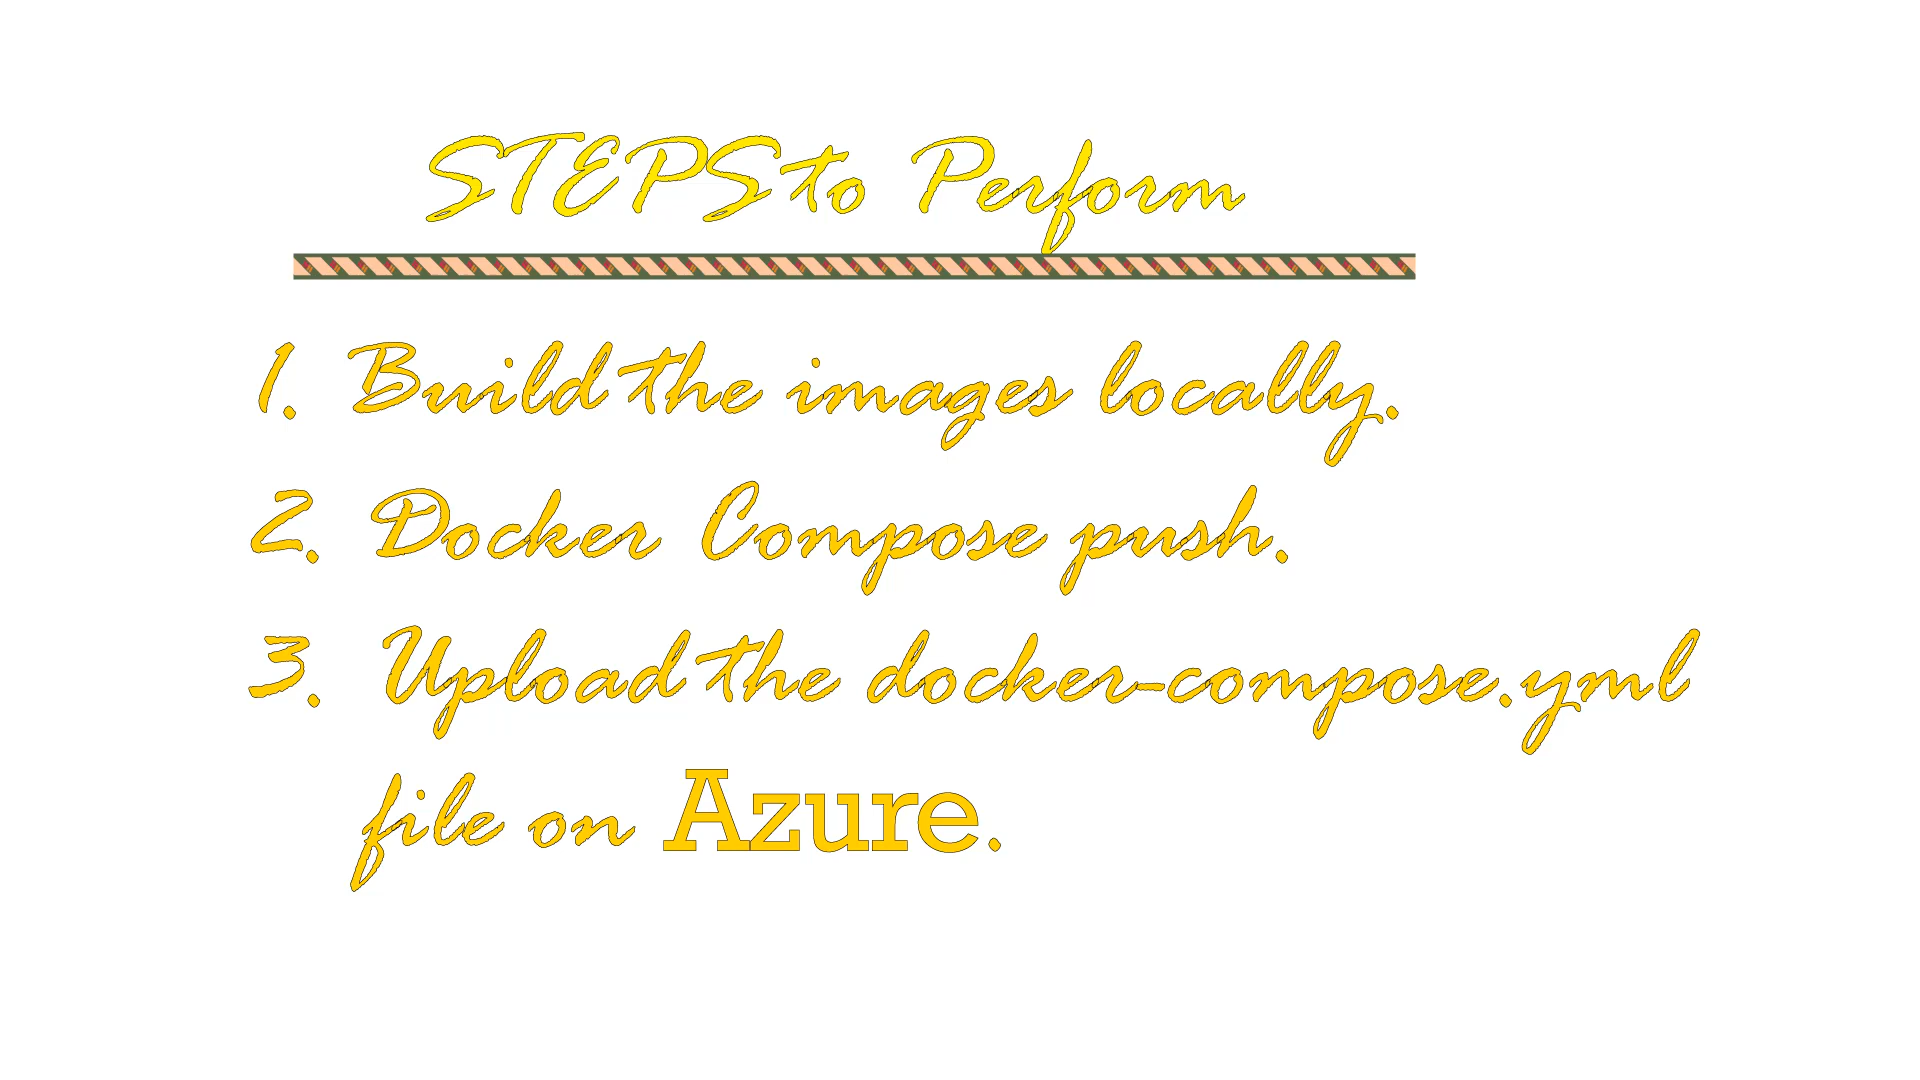 STEPS to Perform
1. Build the images locally.
2. Docker Compose push.
3. Upload the docker-compose.yml
file on Azure.